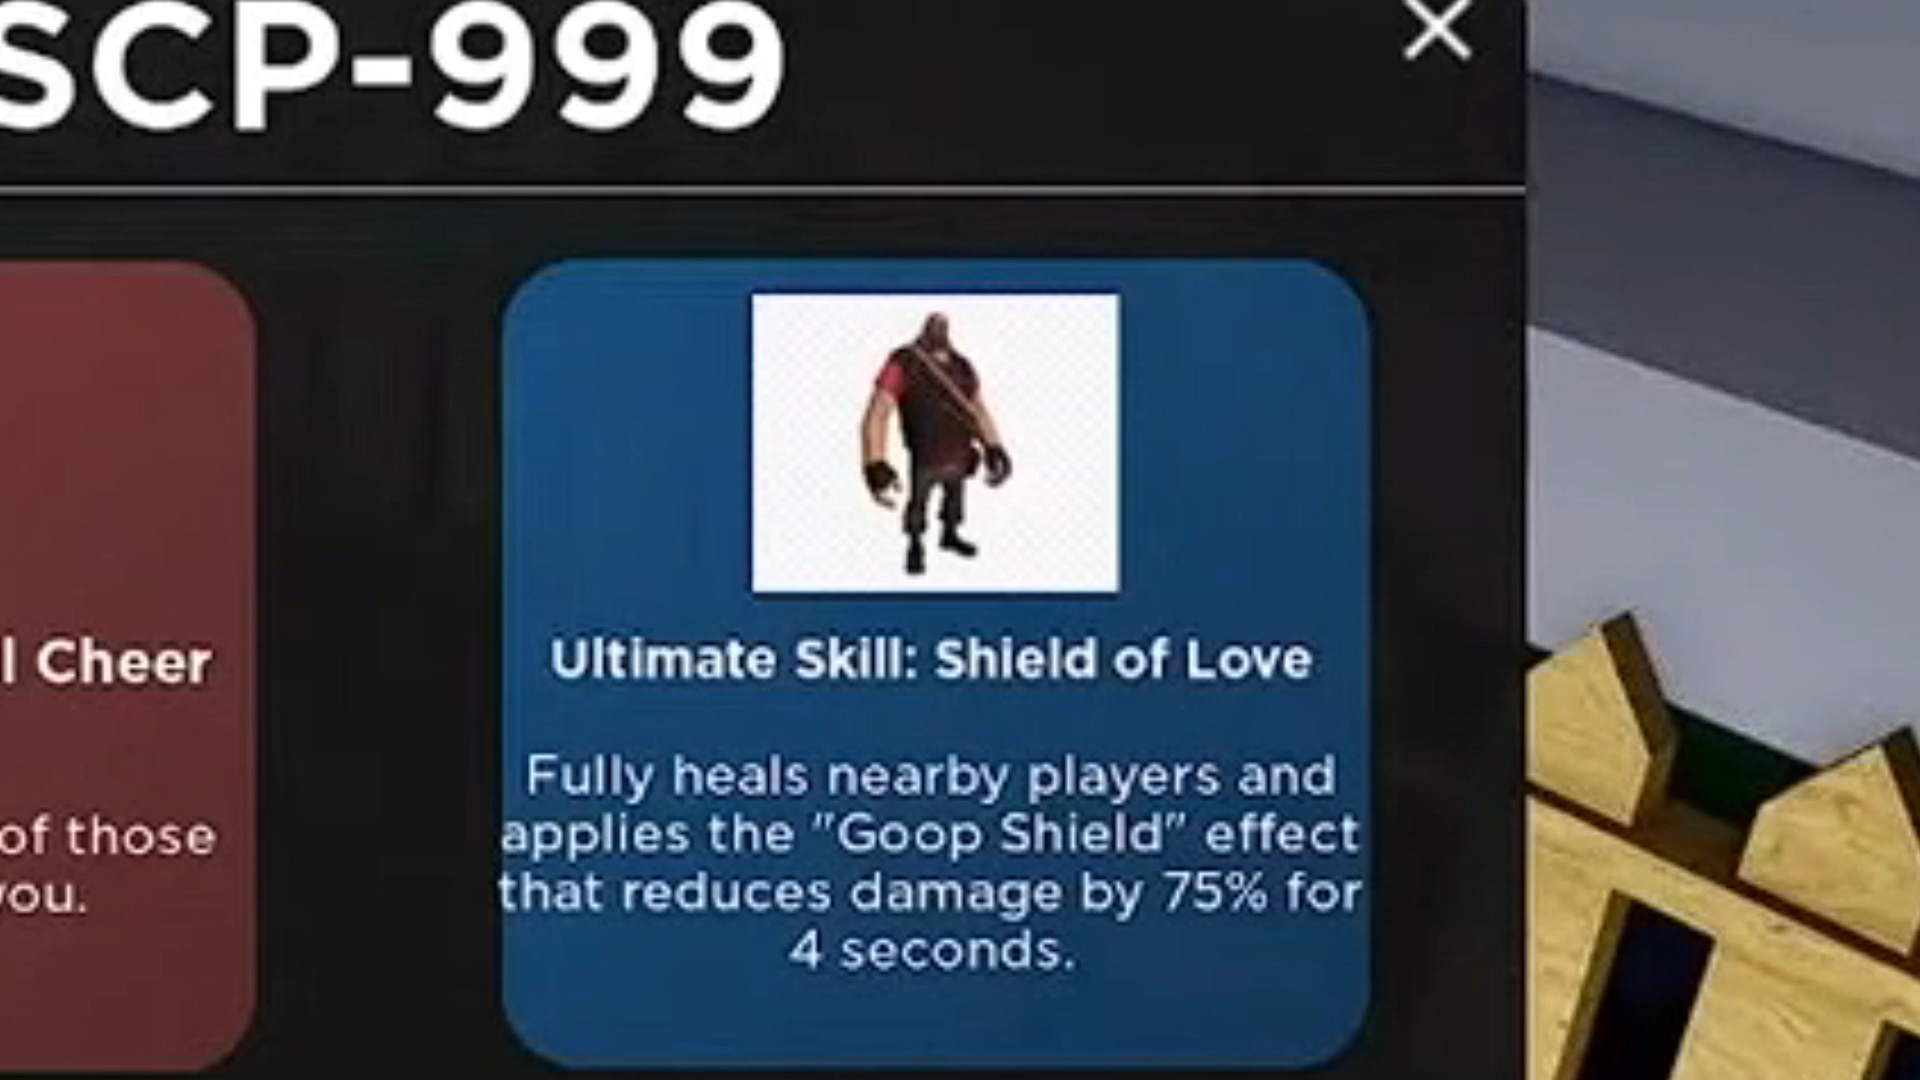 SCP-999
l Cheer
of those
you.
Ultimate Skill: Shield of Love
Fully heals nearby players and
applies the "Goop Shield" effect
that reduces damage by 75% for
4 seconds.